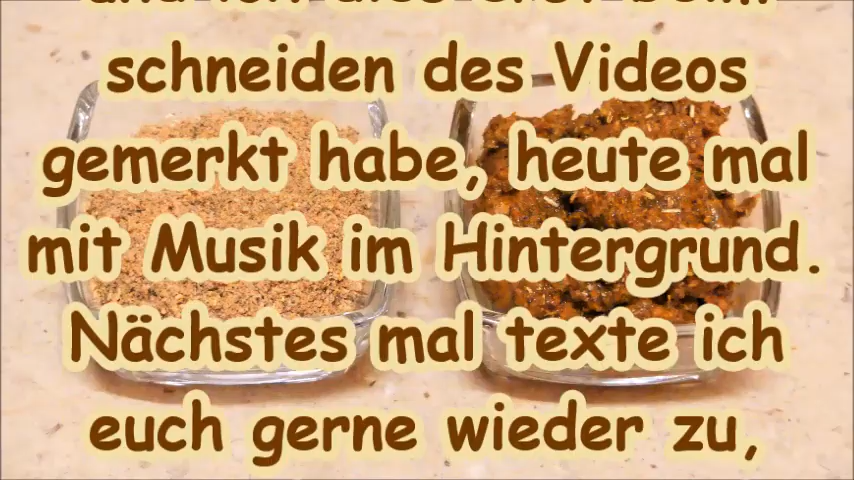 schneiden des Videos
gemerkt habe, heute mal
mit Musik im Hintergrund.
Nächstes mal texte ich
euch gerne wieder zu,